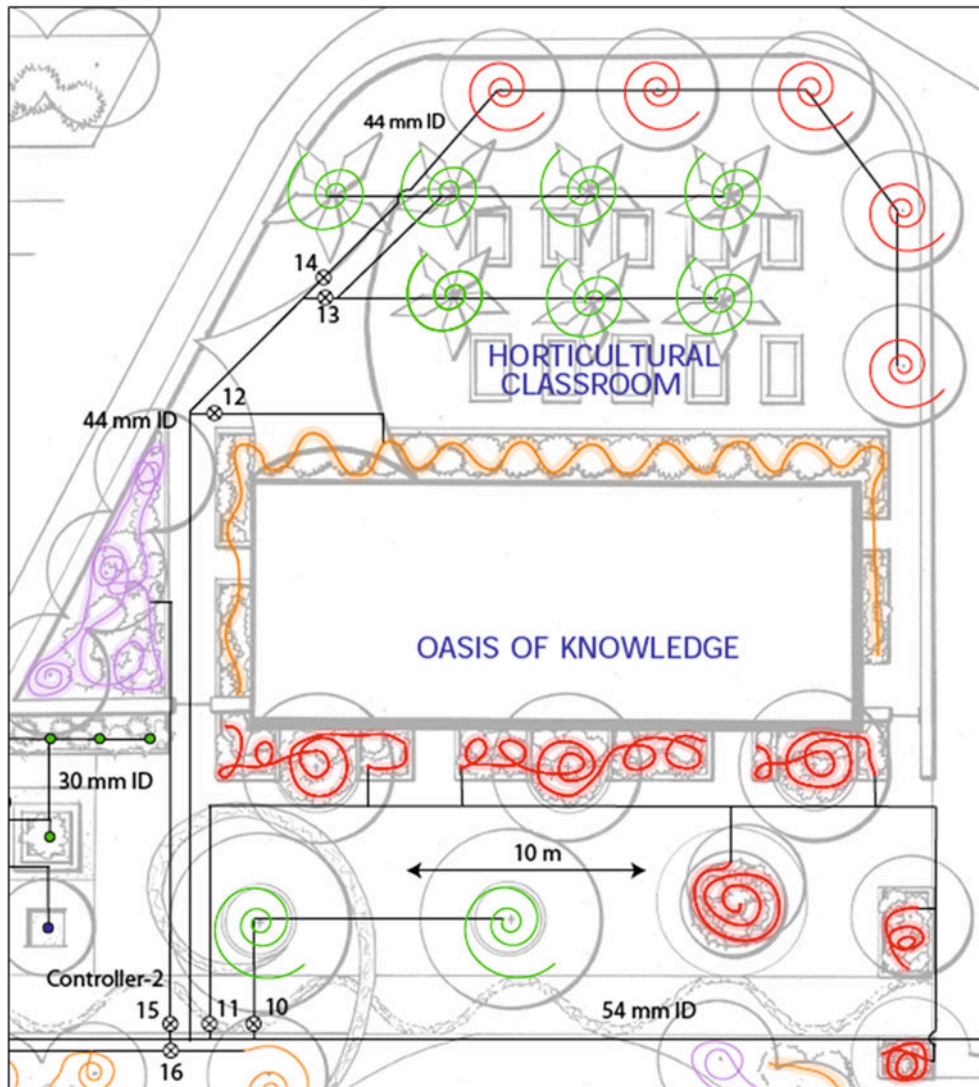 44 mm ID
14
13
HORTICULTURAL
CLASSROOM
12
44 mm ID
OASIS OF KNOWLEDGE
30 mm ID
10 m
Controller-2
15
11
10
54 mm ID
16